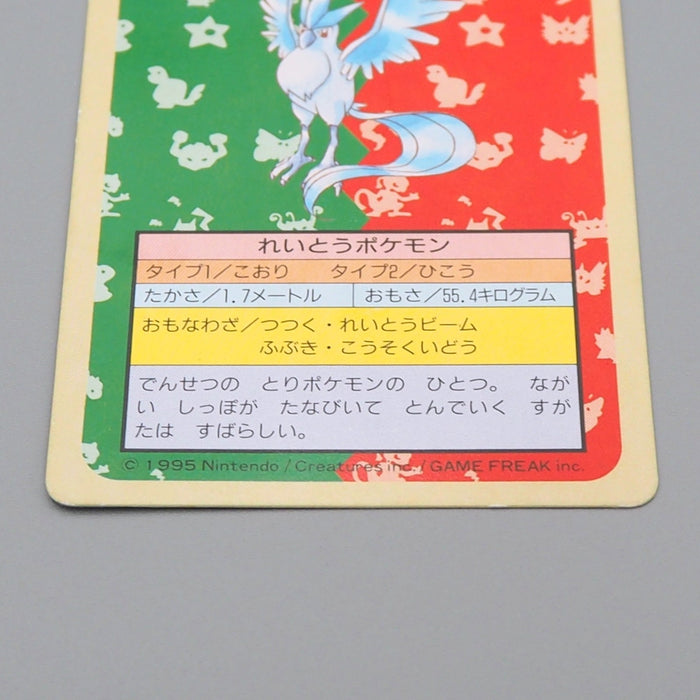 れいとうポケモン
タイプ1/こおり タイプ2/ひこう
たかさ/1.7メートル おもさ/55.4キログラム
おもなわざ/つつく・れいとうビーム
ふぶき・こうそくいどう
でんせつの とりポケモンの ひとつ。 なが
い しっぽが たなびいて とんでいく すが
たは すばらしい。
© 1995 Nintendo/Creatures inc./GAME FREAK inc.